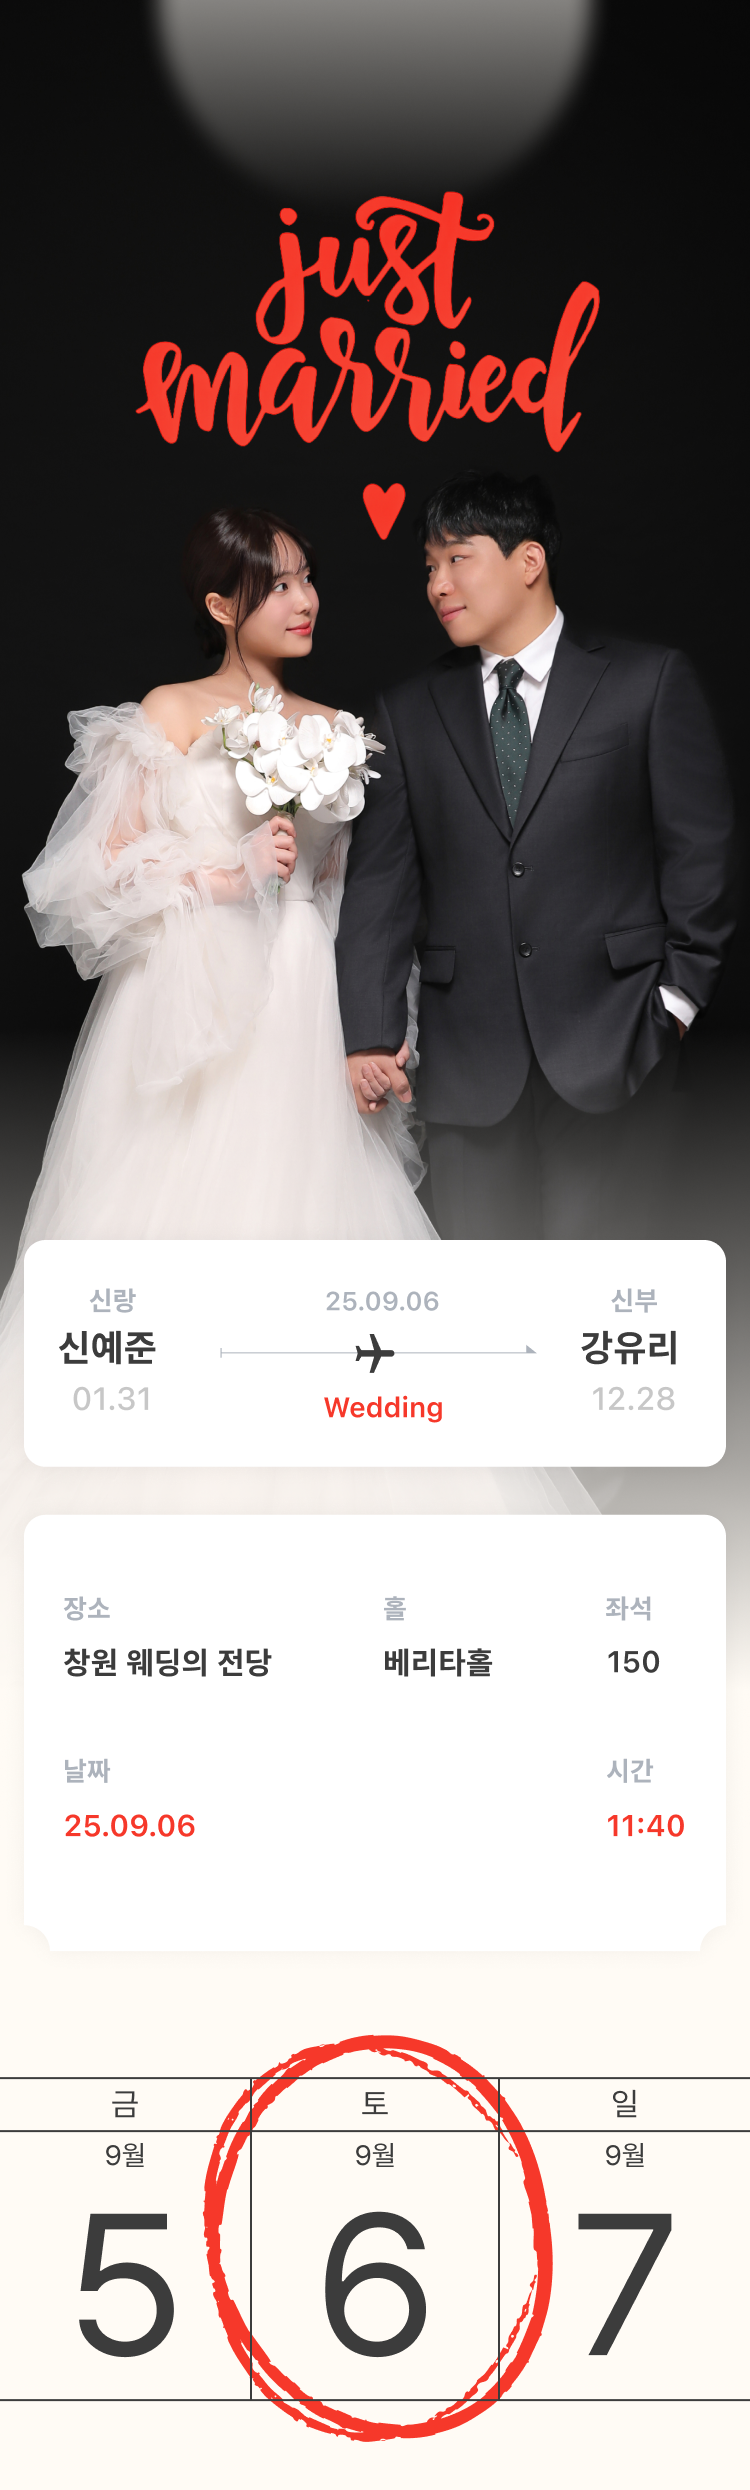 just
married
신랑 25.09.06 신부
신예준 강유리
01.31 Wedding 12.28
장소 홀 좌석
창원 웨딩의 전당 베리타홀 150
날짜 시간
25.09.06 11:40
금 토 일
9월 9월 9월
5 6 7